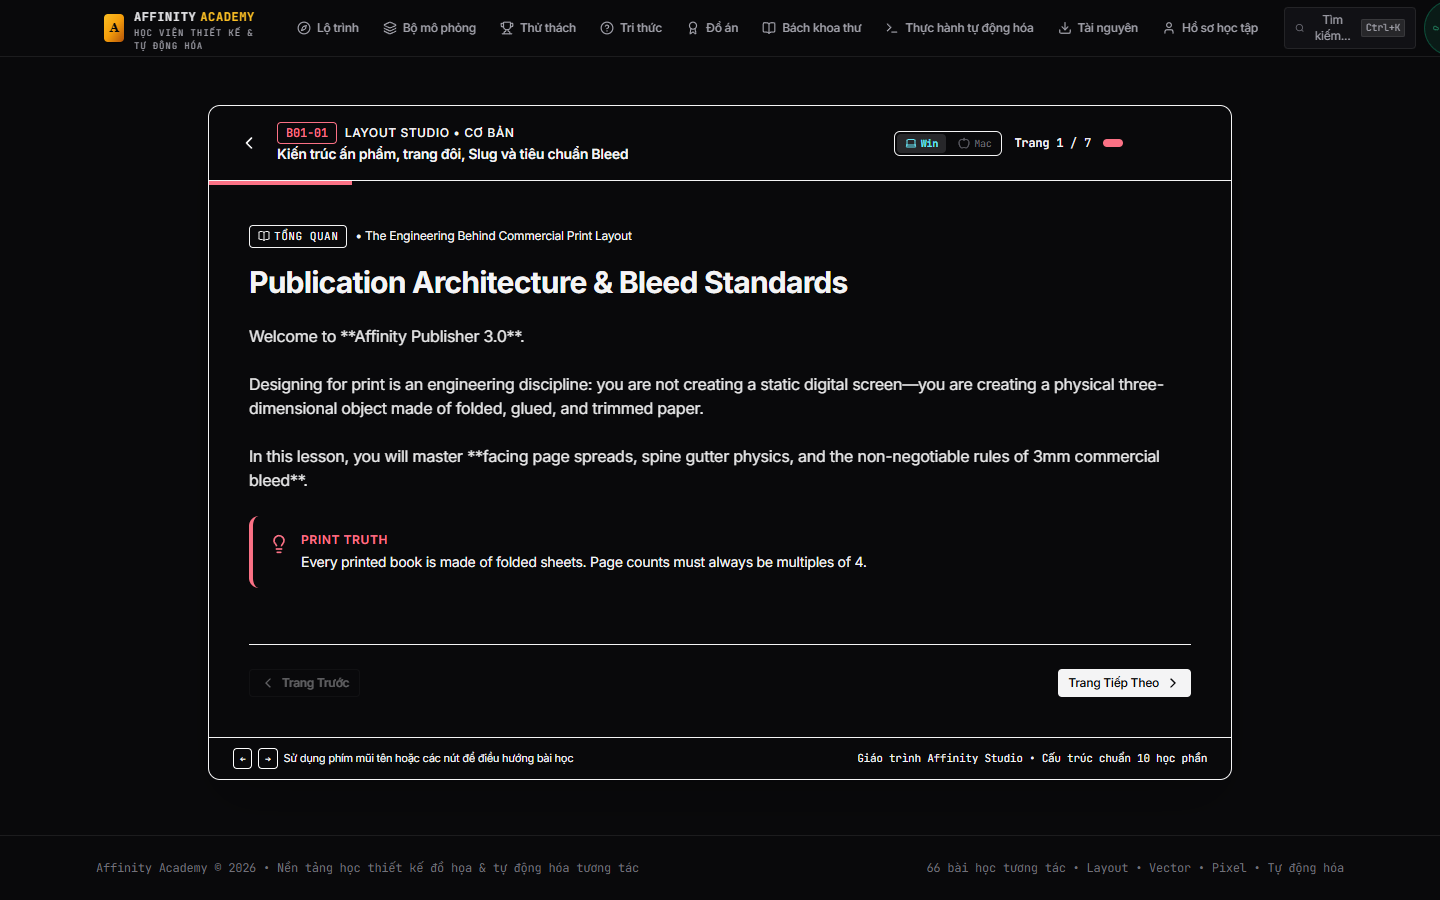 A
AFFINITY ACADEMY
HỌC VIỆN THIẾT KẾ &
TỰ ĐỘNG HÓA
Lộ trình
Bộ mô phỏng
Thử thách
Tri thức
Đồ án
Bách khoa thư
Thực hành tự động hóa
Tài nguyên
Hồ sơ học tập
Tìm
kiếm...
Ctrl+K
B01-01
LAYOUT STUDIO • CƠ BẢN
Kiến trúc ấn phẩm, trang đôi, Slug và tiêu chuẩn Bleed
Win
Mac
Trang 1 / 7
TỔNG QUAN
• The Engineering Behind Commercial Print Layout
Publication Architecture & Bleed Standards
Welcome to **Affinity Publisher 3.0**.
Designing for print is an engineering discipline: you are not creating a static digital screen—you are creating a physical three-
dimensional object made of folded, glued, and trimmed paper.
In this lesson, you will master **facing page spreads, spine gutter physics, and the non-negotiable rules of 3mm commercial
bleed**.
PRINT TRUTH
Every printed book is made of folded sheets. Page counts must always be multiples of 4.
Trang Trước
Trang Tiếp Theo
← → Sử dụng phím mũi tên hoặc các nút để điều hướng bài học
Giáo trình Affinity Studio • Cấu trúc chuẩn 10 học phần
Affinity Academy © 2026 • Nền tảng học thiết kế đồ họa & tự động hóa tương tác
66 bài học tương tác • Layout • Vector • Pixel • Tự động hóa